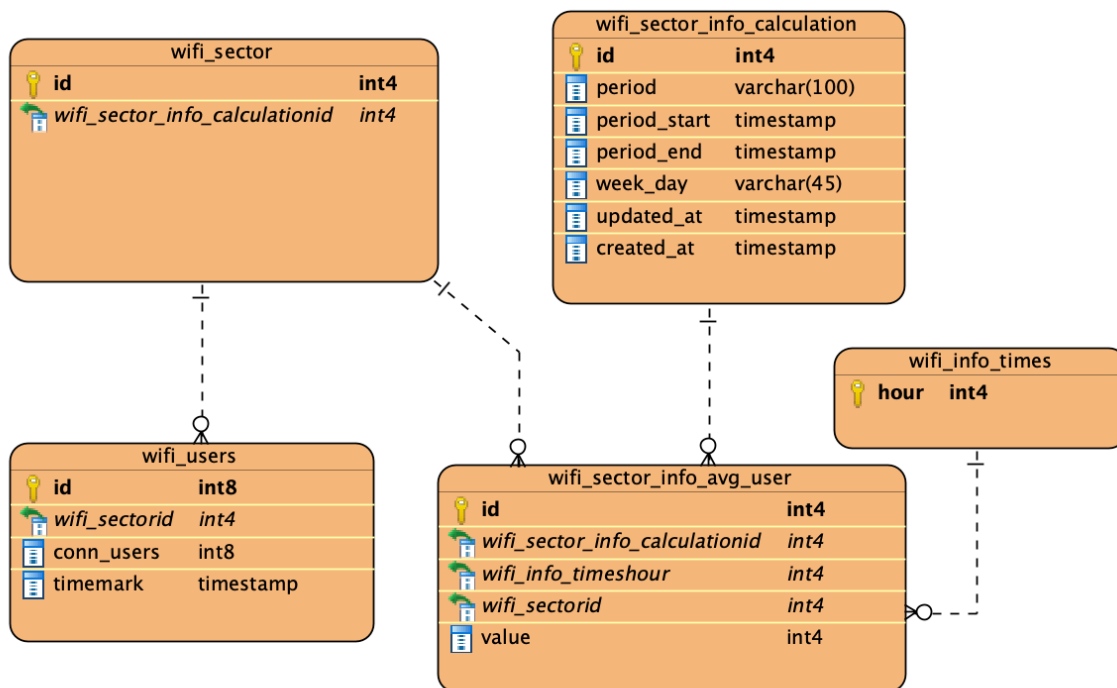 wifi_sector
id int4
wifi_sector_info_calculationid int4
wifi_sector_info_calculation
id int4
period varchar(100)
period_start timestamp
period_end timestamp
week_day varchar(45)
updated_at timestamp
created_at timestamp
wifi_info_times
hour int4
wifi_users
id int8
wifi_sectorid int4
conn_users int8
timemark timestamp
wifi_sector_info_avg_user
id int4
wifi_sector_info_calculationid int4
wifi_info_timeshour int4
wifi_sectorid int4
value int4